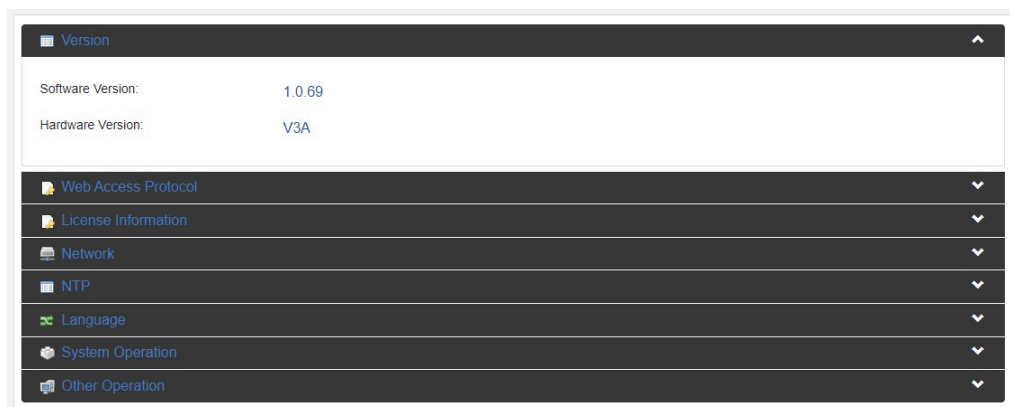 Version
Software Version: 1.0.69
Hardware Version: V3A
Web Access Protocol
License Information
Network
NTP
Language
System Operation
Other Operation